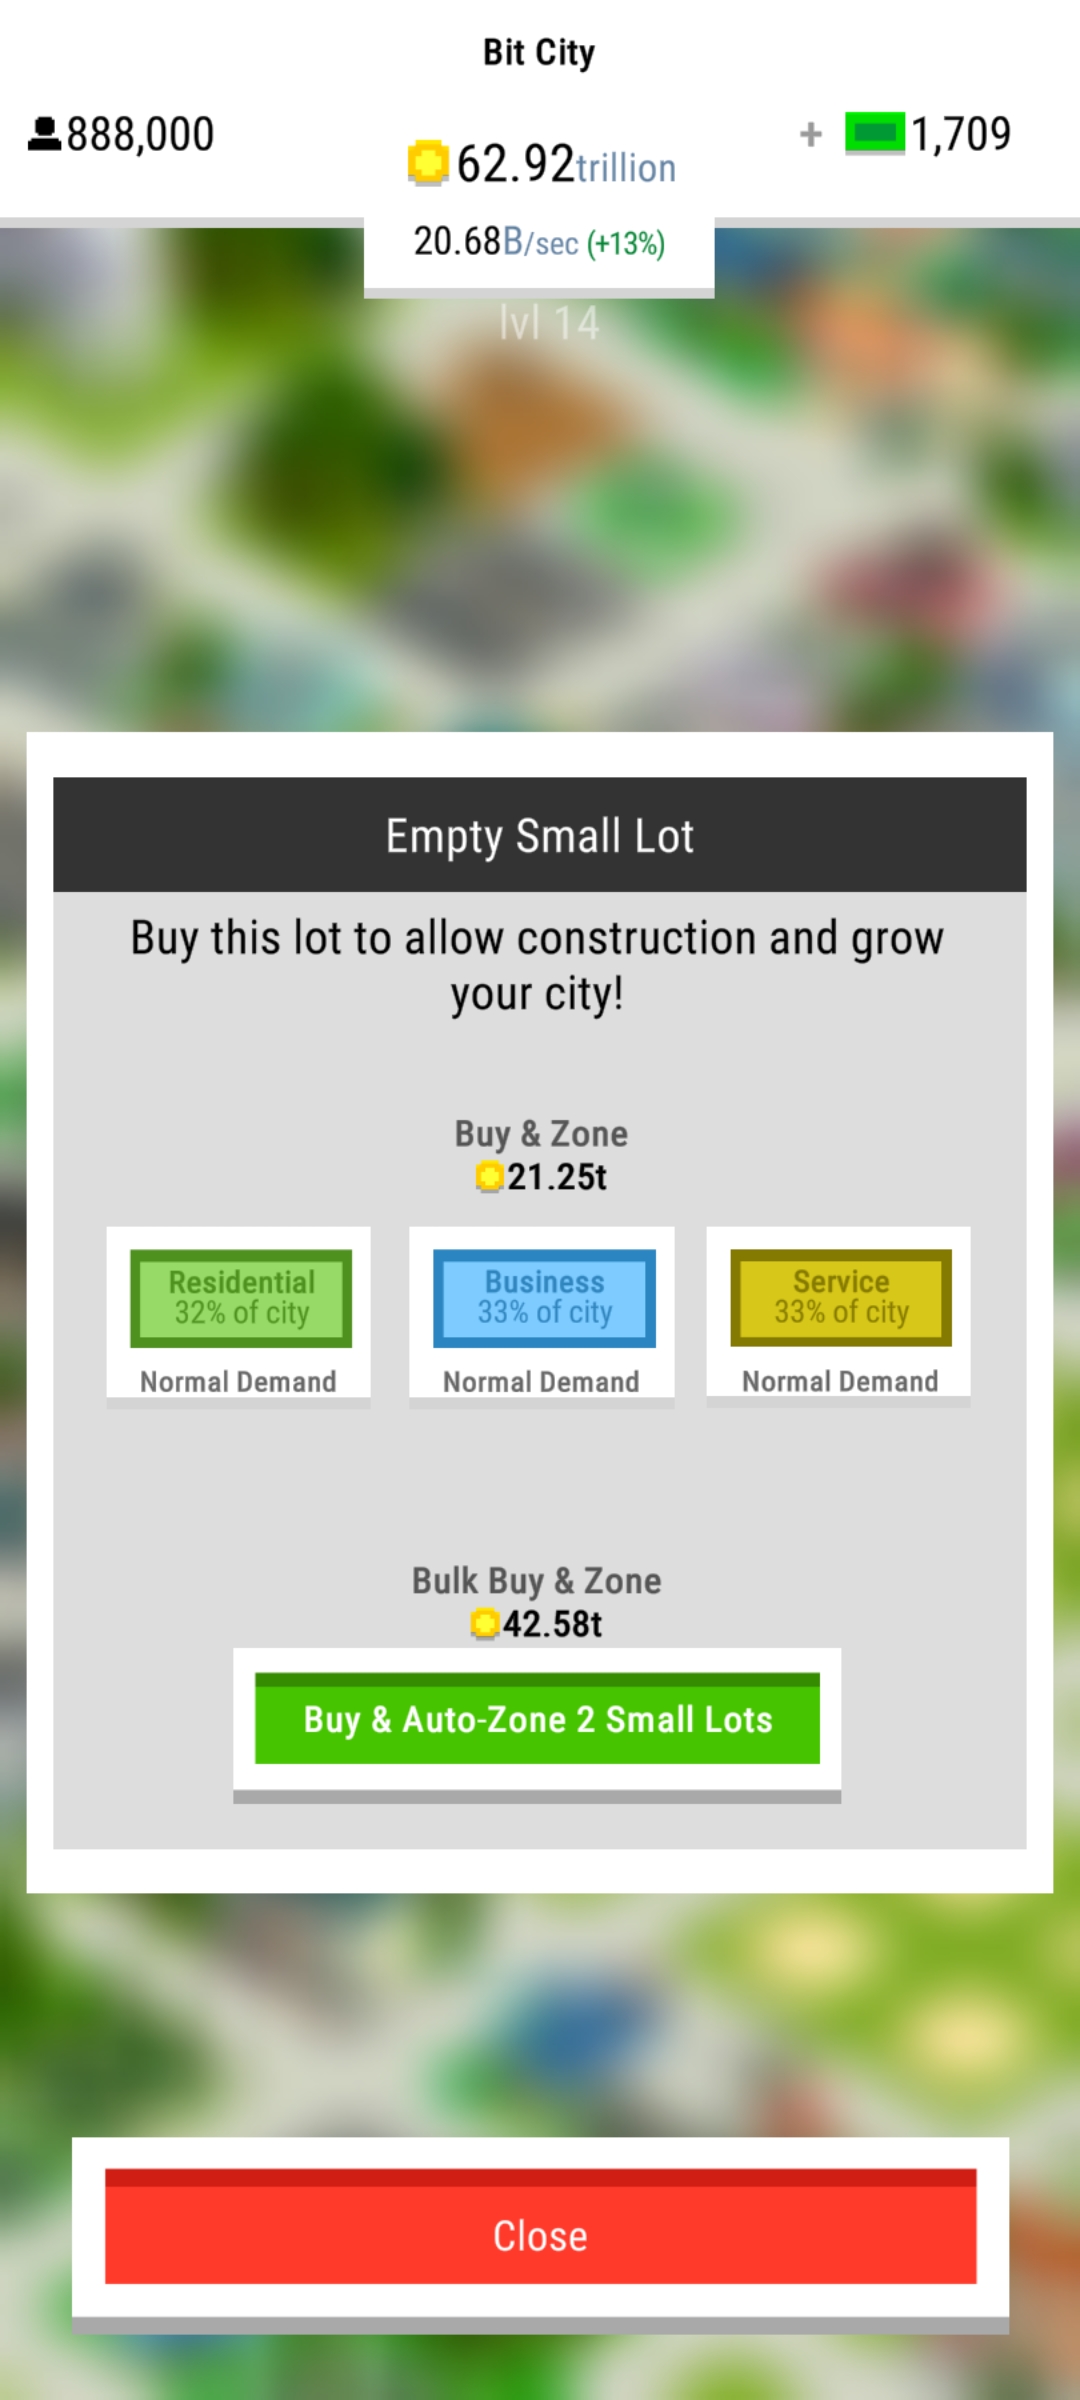 Bit City
888,000
62.92trillion
+ 1,709
20.68B/sec (+13%)
lvl 14
Empty Small Lot
Buy this lot to allow construction and grow
your city!
Buy & Zone
21.25t
Residential
32% of city
Normal Demand
Business
33% of city
Normal Demand
Service
33% of city
Normal Demand
Bulk Buy & Zone
42.58t
Buy & Auto-Zone 2 Small Lots
Close